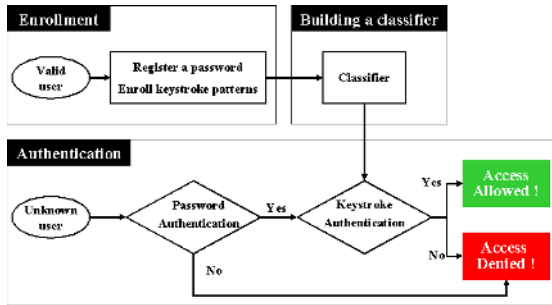 Enrollment
Building a classifier
Valid
user
Register a password
Enroll keystroke patterns
Classifier
Authentication
Unknown
user
Password
Authentication
Yes
Keystroke
Authentication
Yes
Access
Allowed !
No
Access
Denied !
No